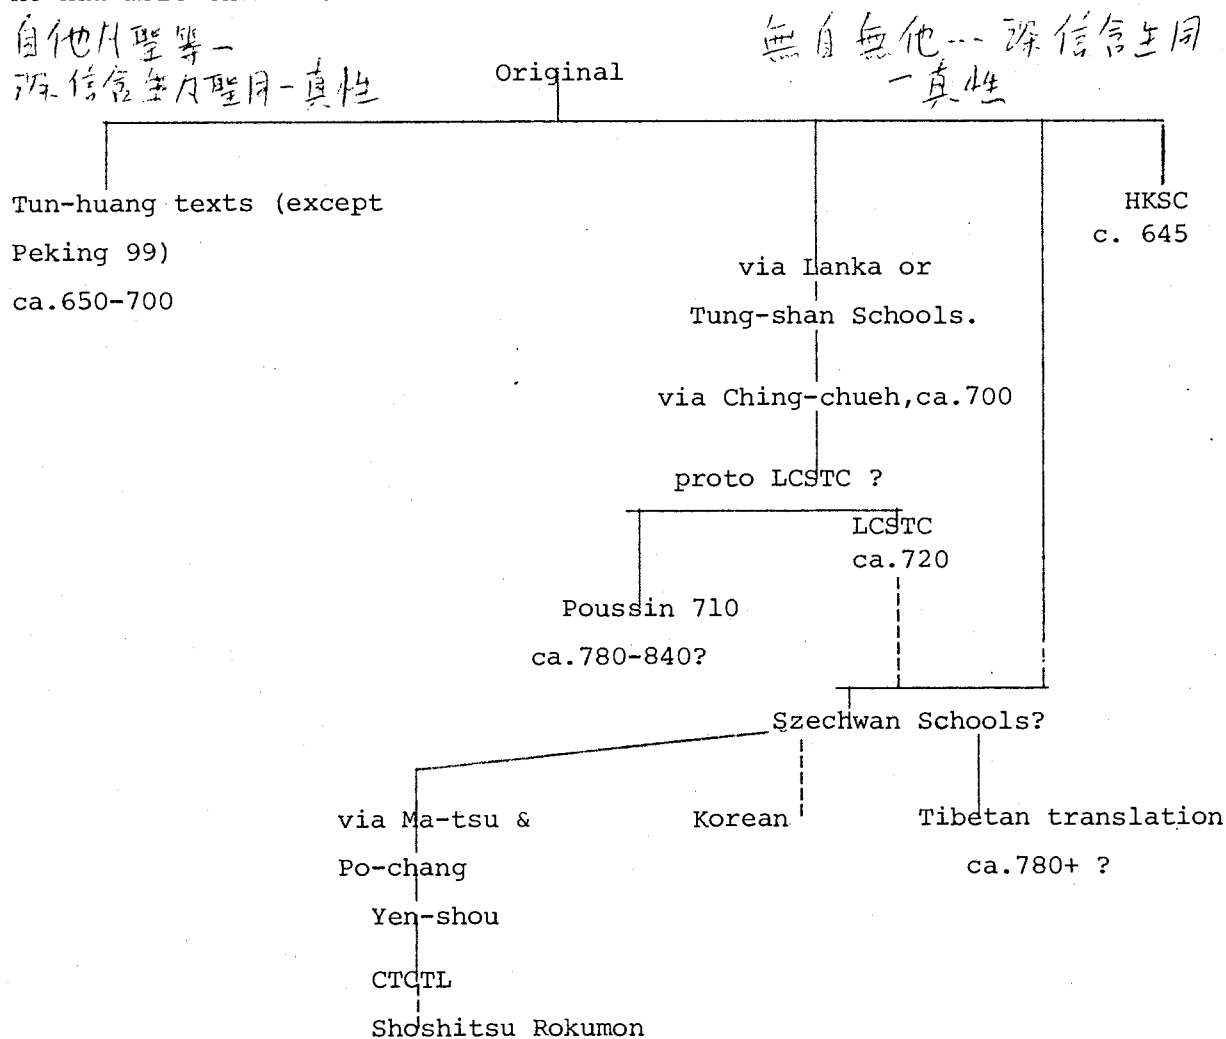 自他凡聖等一
深信含生凡聖同一真性
無自無他…深信含生同
一真性
Original
Tun-huang texts (except
Peking 99)
ca.650-700
HKSC
c. 645
via Lanka or
Tung-shan Schools.
via Ching-chueh,ca.700
proto LCSTC ?
LCSTC
ca.720
Poussin 710
ca.780-840?
Szechwan Schools?
via Ma-tsu &
Po-chang
Yen-shou
CTCTL
Shoshitsu Rokumon
Korean
Tibetan translation
ca.780+ ?